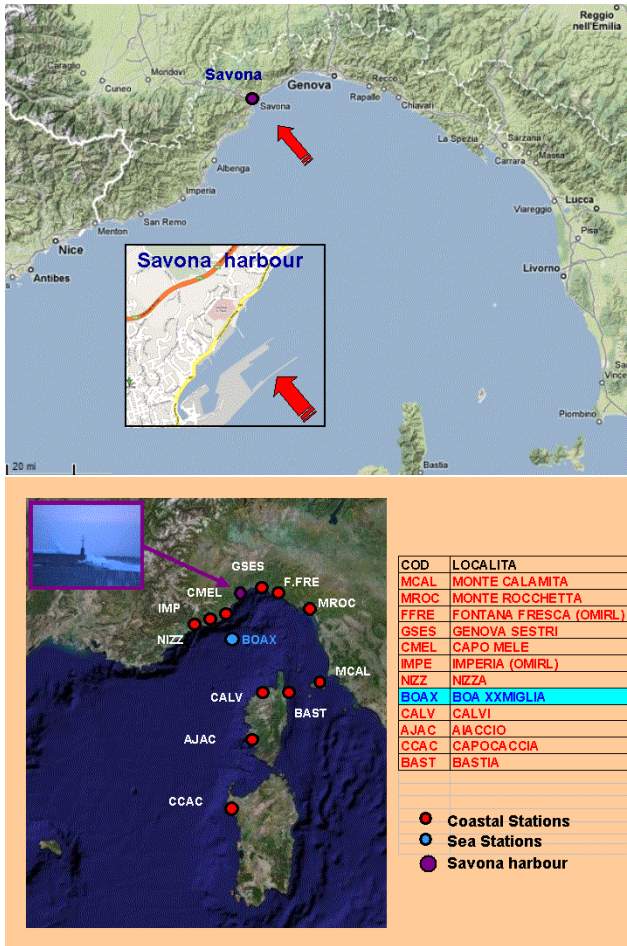 Reggio
nell'Emilia
Caraglio
Mondovi
Cuneo
Savona
Genova
Recco
Rapallo
Chiavari
Savona
La Spezia
Sarzana
Carrara
Massa
Albenga
Imperia
San Remo
Menton
Nice
Antibes
Viareggio
Lucca
Pisa
Livorno
Savona harbour
San
Vince
Piombino
Bastia
20 mi
GSES
F.FRE
CMEL
IMP
MROC
NIZZ
BOAX
MCAL
CALV
BAST
AJAC
CCAC
COD LOCALITA
MCAL MONTE CALAMITA
MROC MONTE ROCCHETTA
FFRE FONTANA FRESCA (OMIRL)
GSES GENOVA SESTRI
CMEL CAPO MELE
IMPE IMPERIA (OMIRL)
NIZZ NIZZA
BOAX BOA XXMIGLIA
CALV CALVI
AJAC AIACCIO
CCAC CAPOCACCIA
BAST BASTIA
Coastal Stations
Sea Stations
Savona harbour